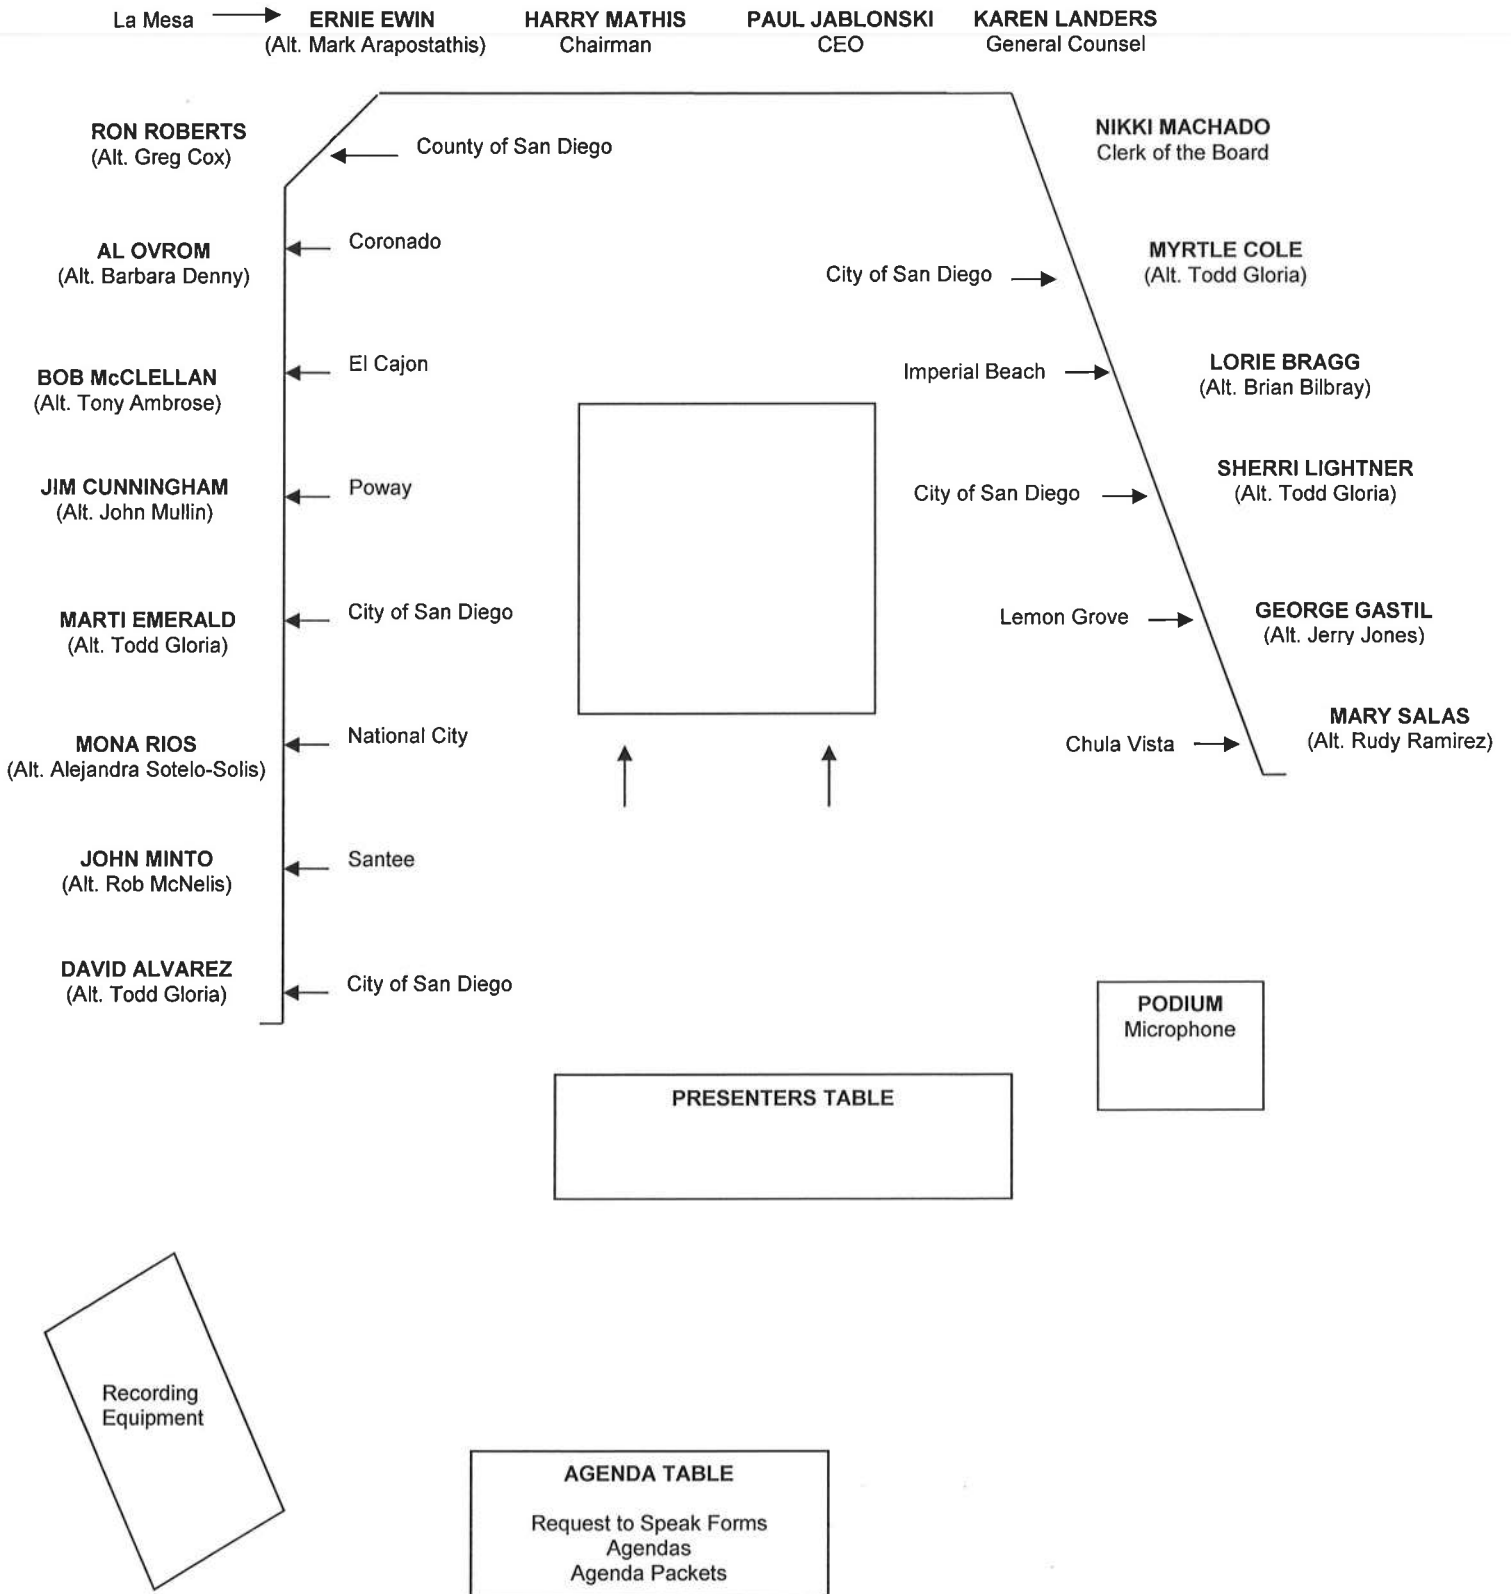 La Mesa
ERNIE EWIN
(Alt. Mark Arapostathis)
HARRY MATHIS
Chairman
PAUL JABLONSKI
CEO
KAREN LANDERS
General Counsel
RON ROBERTS
(Alt. Greg Cox)
County of San Diego
NIKKI MACHADO
Clerk of the Board
AL OVROM
(Alt. Barbara Denny)
Coronado
City of San Diego
MYRTLE COLE
(Alt. Todd Gloria)
BOB McCLELLAN
(Alt. Tony Ambrose)
El Cajon
Imperial Beach
LORIE BRAGG
(Alt. Brian Bilbray)
JIM CUNNINGHAM
(Alt. John Mullin)
Poway
City of San Diego
SHERRI LIGHTNER
(Alt. Todd Gloria)
MARTI EMERALD
(Alt. Todd Gloria)
City of San Diego
Lemon Grove
GEORGE GASTIL
(Alt. Jerry Jones)
MONA RIOS
(Alt. Alejandra Sotelo-Solis)
National City
Chula Vista
MARY SALAS
(Alt. Rudy Ramirez)
JOHN MINTO
(Alt. Rob McNelis)
Santee
DAVID ALVAREZ
(Alt. Todd Gloria)
City of San Diego
PODIUM
Microphone
PRESENTERS TABLE
Recording
Equipment
AGENDA TABLE
Request to Speak Forms
Agendas
Agenda Packets